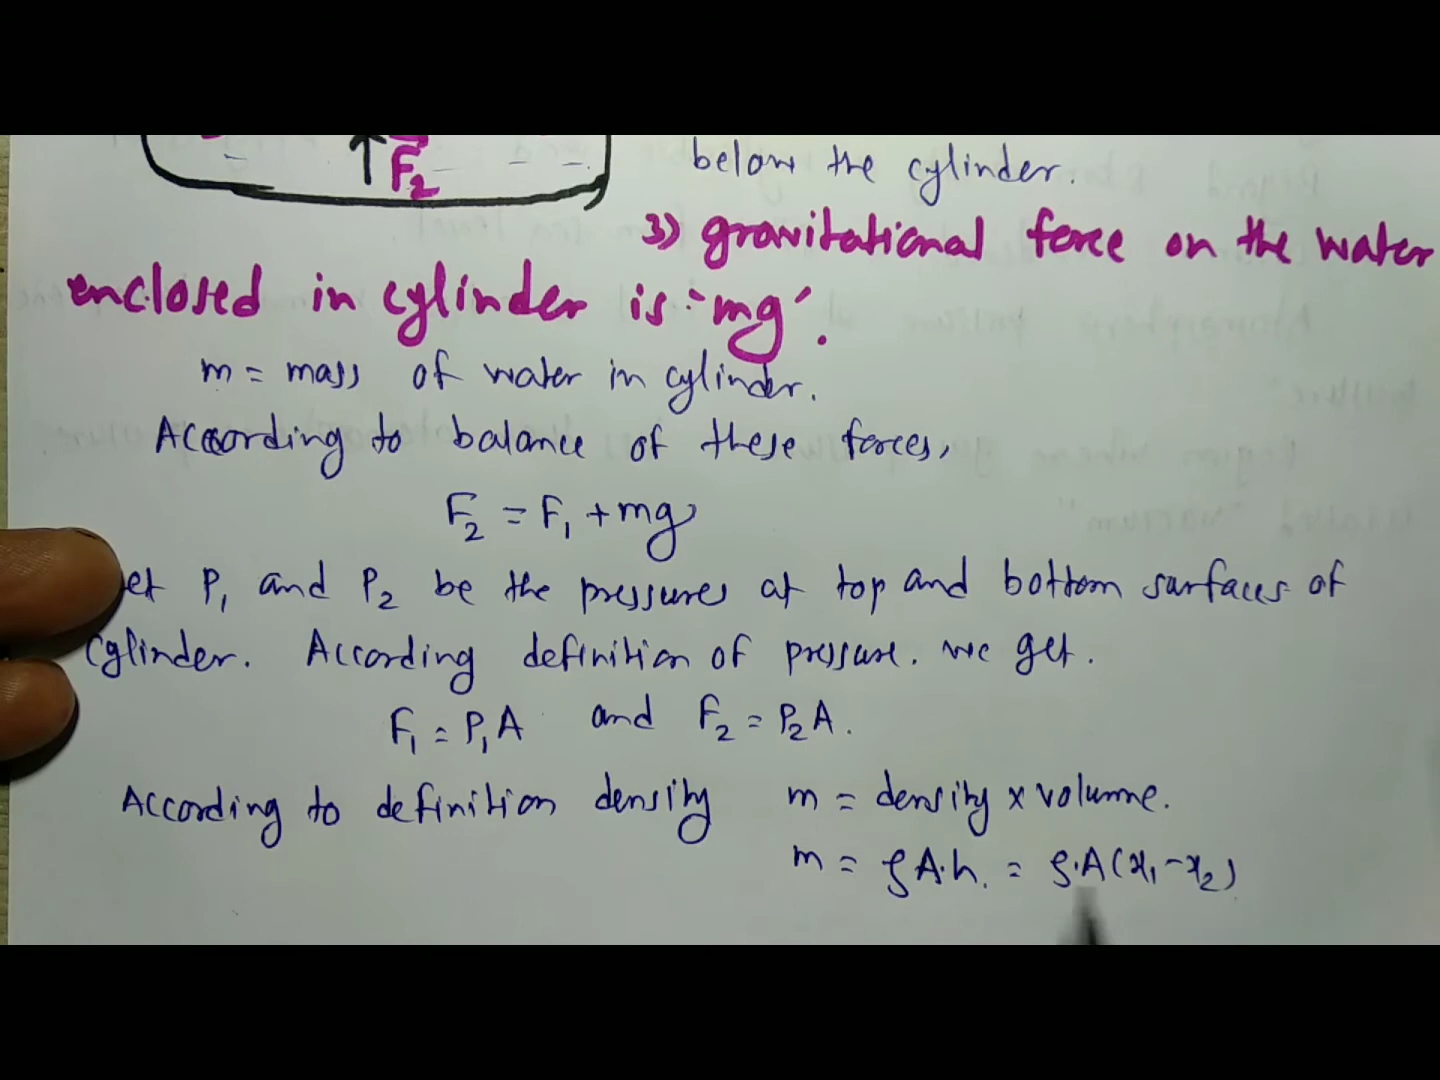 F₂
below the cylinder.
3) gravitational force on the water
enclosed in cylinder is 'mg'.
m = mass of water in cylinder.
According to balance of these forces,
F₂ = F₁ + mg
et P₁ and P₂ be the pressures at top and bottom surfaces of
cylinder. According definition of pressure. we get.
F₁ = P₁A and F₂ = P₂A.
According to definition density m = density x volume.
m = ρA.h. = ρ.A(x₁-x₂)